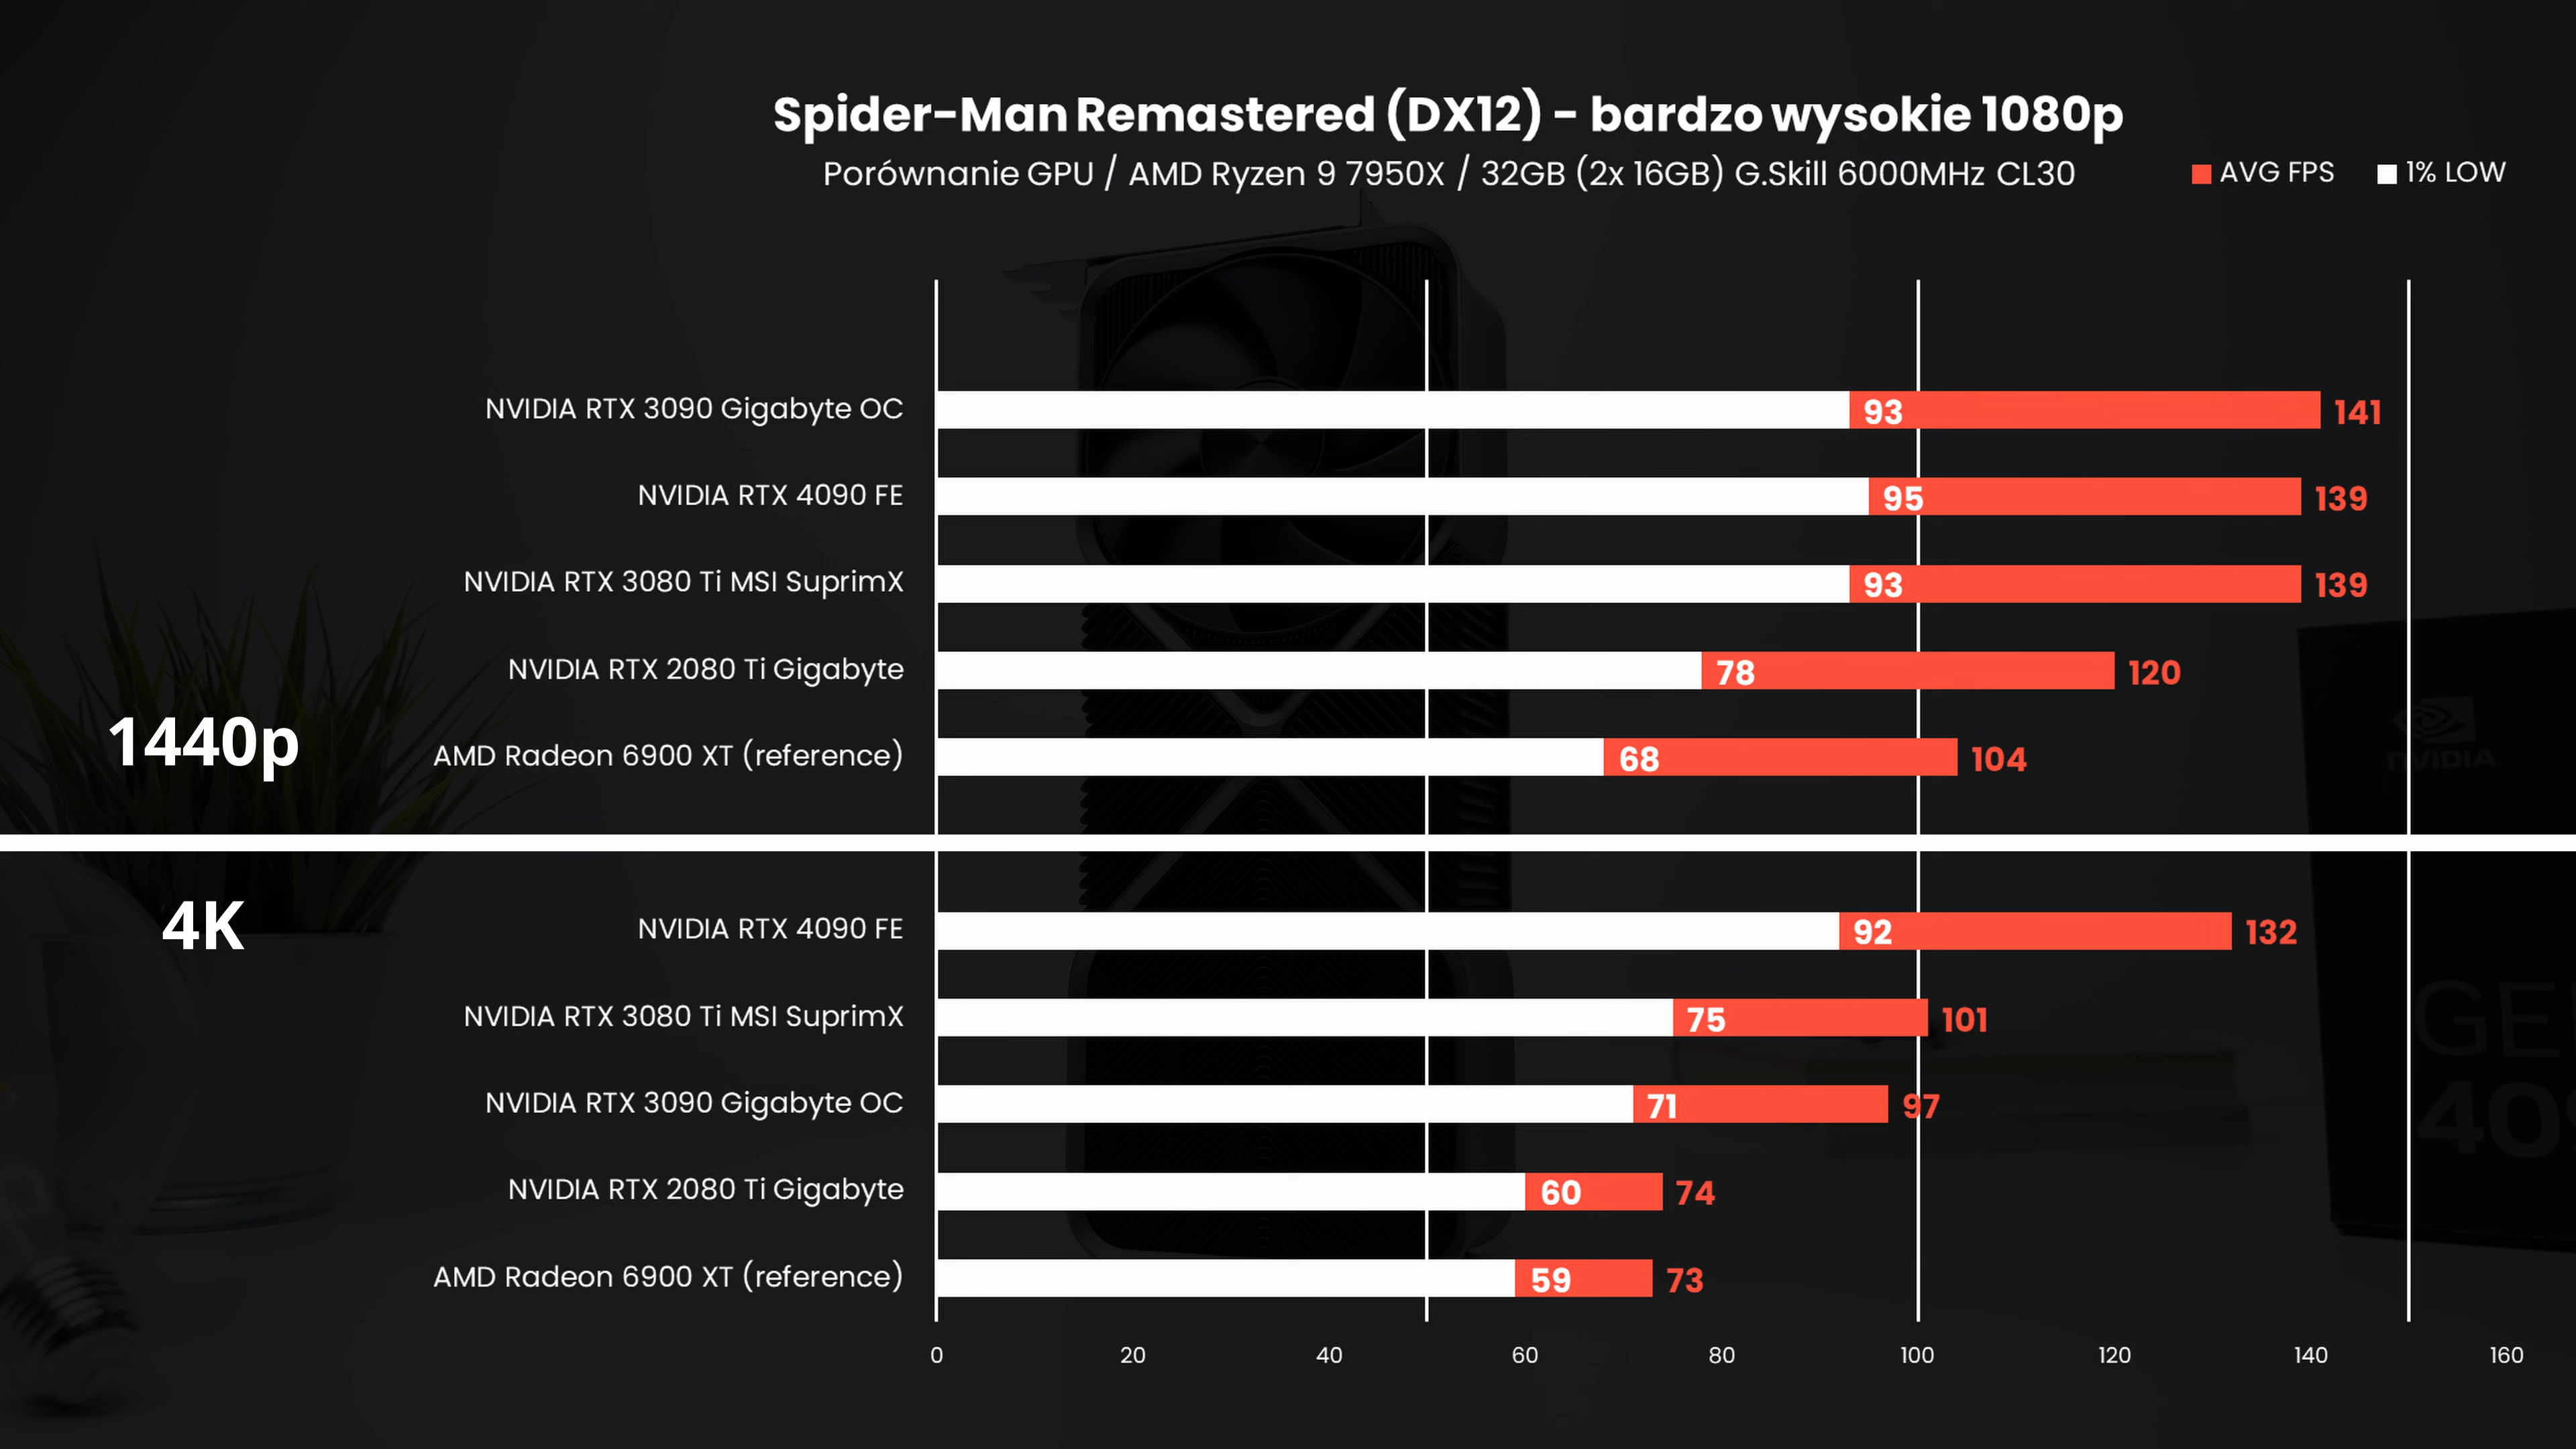 Spider-Man Remastered (DX12) - bardzo wysokie 1080p
Porównanie GPU / AMD Ryzen 9 7950X / 32GB (2x 16GB) G.Skill 6000MHz CL30
AVG FPS 1% LOW
NVIDIA RTX 3090 Gigabyte OC 93 141
NVIDIA RTX 4090 FE 95 139
NVIDIA RTX 3080 Ti MSI SuprimX 93 139
NVIDIA RTX 2080 Ti Gigabyte 78 120
1440p
AMD Radeon 6900 XT (reference) 68 104
NVIDIA
4K
NVIDIA RTX 4090 FE 92 132
NVIDIA RTX 3080 Ti MSI SuprimX 75 101
NVIDIA RTX 3090 Gigabyte OC 71 97
NVIDIA RTX 2080 Ti Gigabyte 60 74
AMD Radeon 6900 XT (reference) 59 73
0 20 40 60 80 100 120 140 160